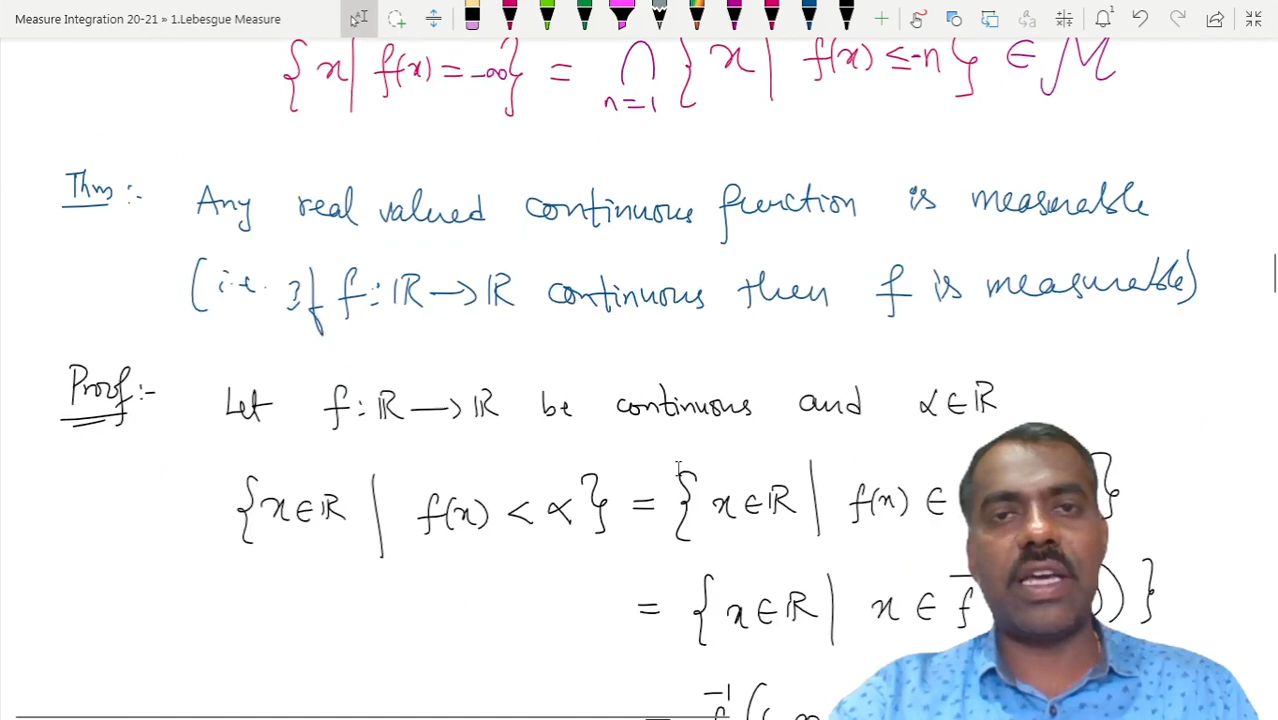 Measure Integration 20-21 » 1.Lebesgue Measure
{x | f(x) = -∞} = ∩ n=1 {x | f(x) ≤ -n} ∈ M
Thm:- Any real valued continuous function is measurable
(i.e. If f: ℝ → ℝ continuous then f is measurable)
Proof:- Let f: ℝ → ℝ be continuous and α ∈ ℝ
{x∈ℝ | f(x) < α} = {x∈ℝ | f(x) ∈ }
= {x∈ℝ | x ∈ f )}